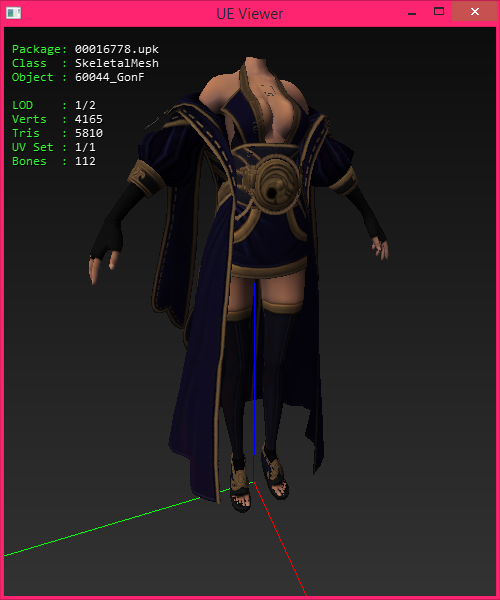 UE Viewer
Package: 00016778.upk
Class : SkeletalMesh
Object : 60044_GonF
LOD : 1/2
Verts : 4165
Tris : 5810
UV Set : 1/1
Bones : 112